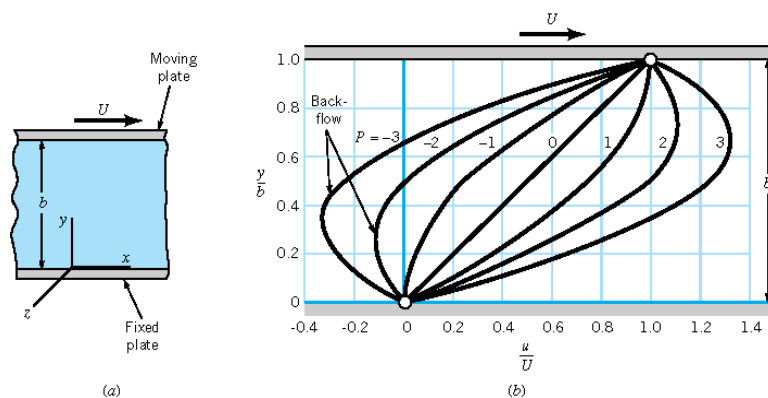 Moving
plate
U
b
y
x
z
Fixed
plate
(a)
U
1.0
0.8
0.6
0.4
0.2
0
y
b
Back-
flow
P = −3
−2
−1
0
1
2
3
-0.4
-0.2
0
0.2
0.4
0.6
0.8
1.0
1.2
1.4
u
U
(b)